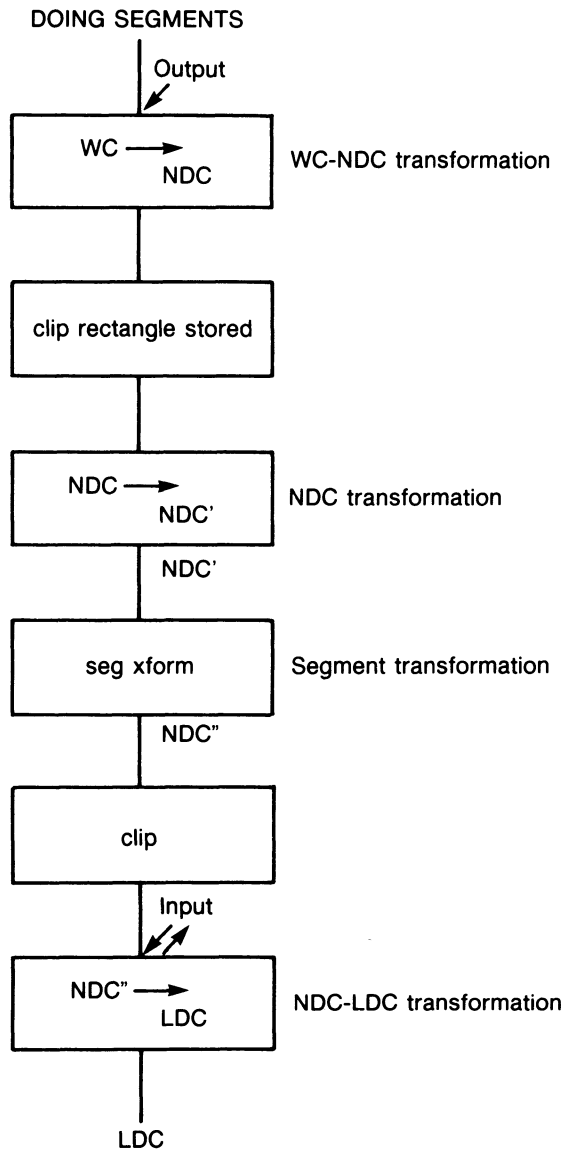 DOING SEGMENTS
Output
WC
NDC
WC-NDC transformation
clip rectangle stored
NDC
NDC'
NDC transformation
NDC'
seg xform
Segment transformation
NDC"
clip
Input
NDC"
LDC
NDC-LDC transformation
LDC